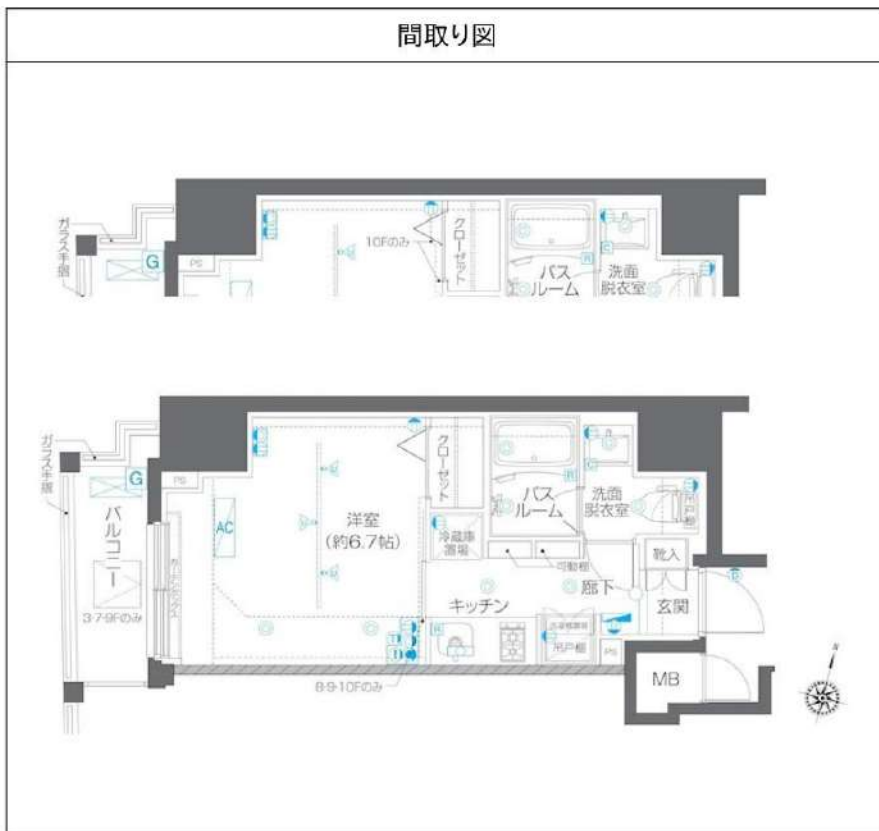 間取り図
ガラス手摺
G
PS
10Fのみ
クローゼット
バス
ルーム
洗面
脱衣室
R
C
ガラス手摺
G
バルコニー
3·7·9Fのみ
PS
AC
洋室
(約6.7帖)
クローゼット
冷蔵庫
置場
バス
ルーム
R
C
洗面
脱衣室
吊戸棚
可動棚
靴入
廊下
玄関
キッチン
R
吊戸棚
PS
MB
8·9·10Fのみ
N